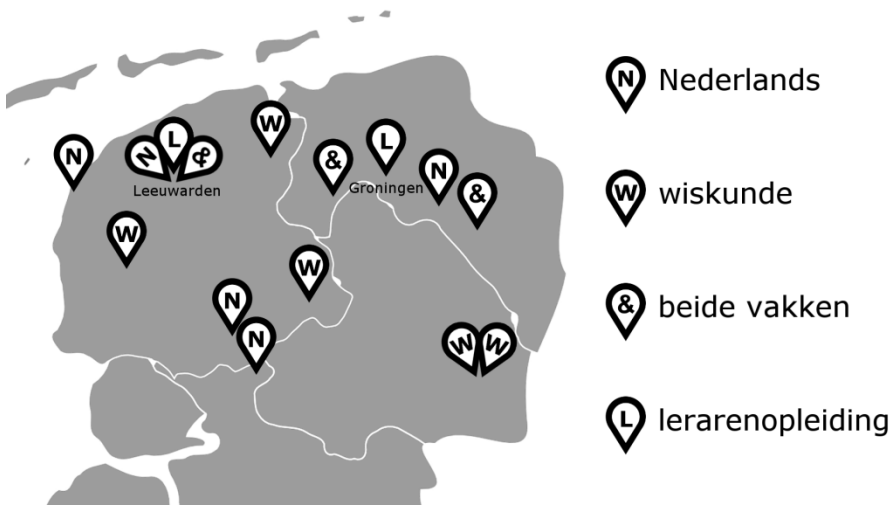 N Nederlands
W wiskunde
& beide vakken
L lerarenopleiding
W
L
L
N
N
&
&
N
Leeuwarden
Groningen
&
W
W
N
N
W
W